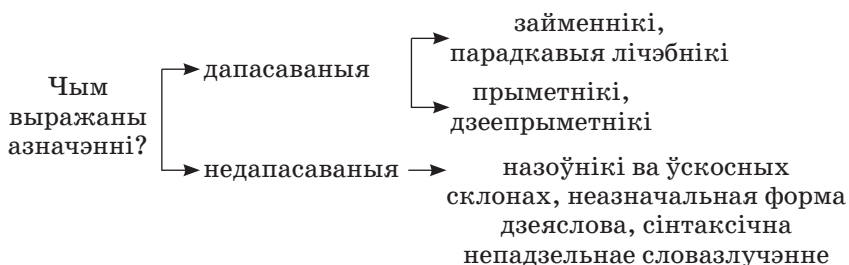 Чым
выражаны
азначэнні?
дапасаваныя
займеннікі,
парадкавыя лічэбнікі
прыметнікі,
дзеепрыметнікі
недапасаваныя
назоўнікі ва ўскосных
склонах, неазначальная форма
дзеяслова, сінтаксічна
непадзельнае словазлучэнне